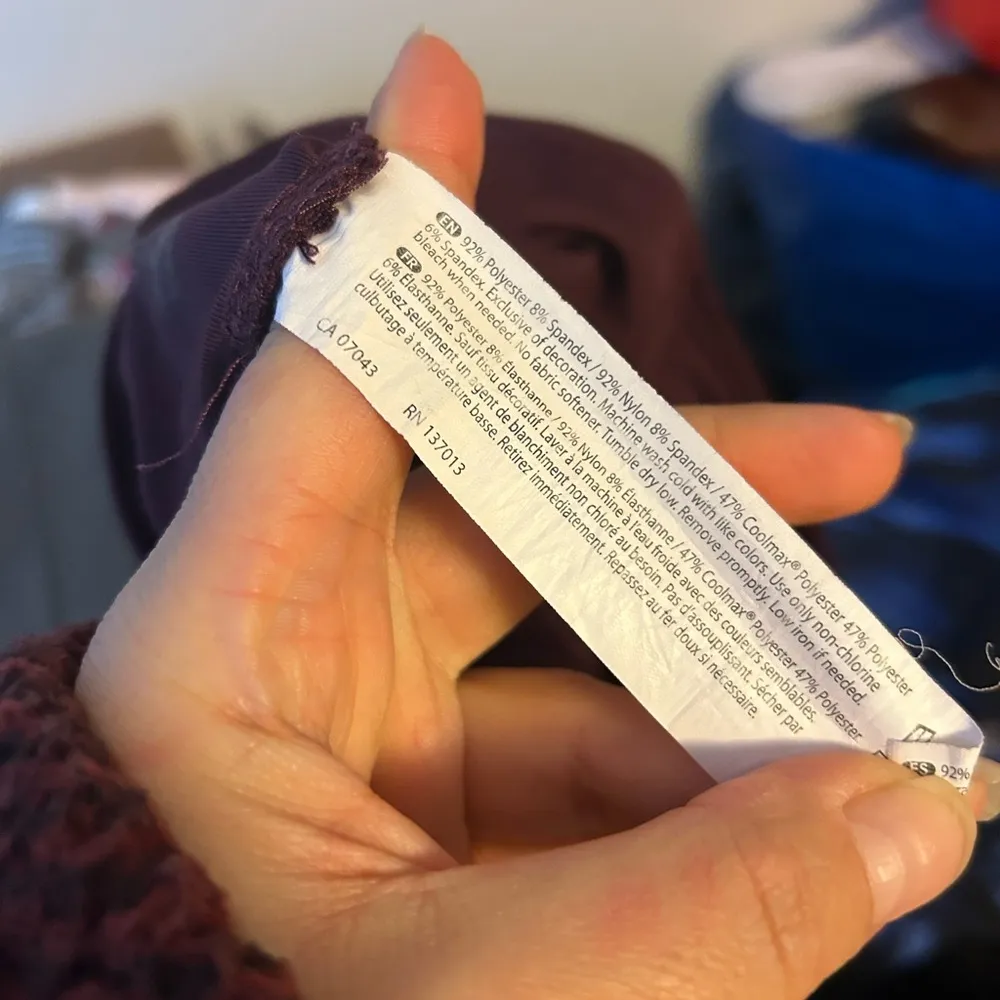 EN 92% Polyester 8% Spandex / 92% Nylon 8% Spandex / 47% Coolmax® Polyester 47% Polyester
6% Spandex. Exclusive of decoration. Machine wash cold with like colors. Use only non-chlorine
bleach when needed. No fabric softener. Tumble dry low. Remove promptly. Low iron if needed.
FR 92% Polyester 8% Élasthanne / 92% Nylon 8% Élasthanne / 47% Coolmax® Polyester 47% Polyester
6% Élasthanne. Sauf tissu décoratif. Laver à la machine à l'eau froide avec des couleurs semblables.
Utilisez seulement un agent de blanchiment non chloré au besoin. Pas d'assouplissant. Sécher par
culbutage à température basse. Retirez immédiatement. Repassez au fer doux si nécessaire.
CA 07043
RN 137013
ES 92%